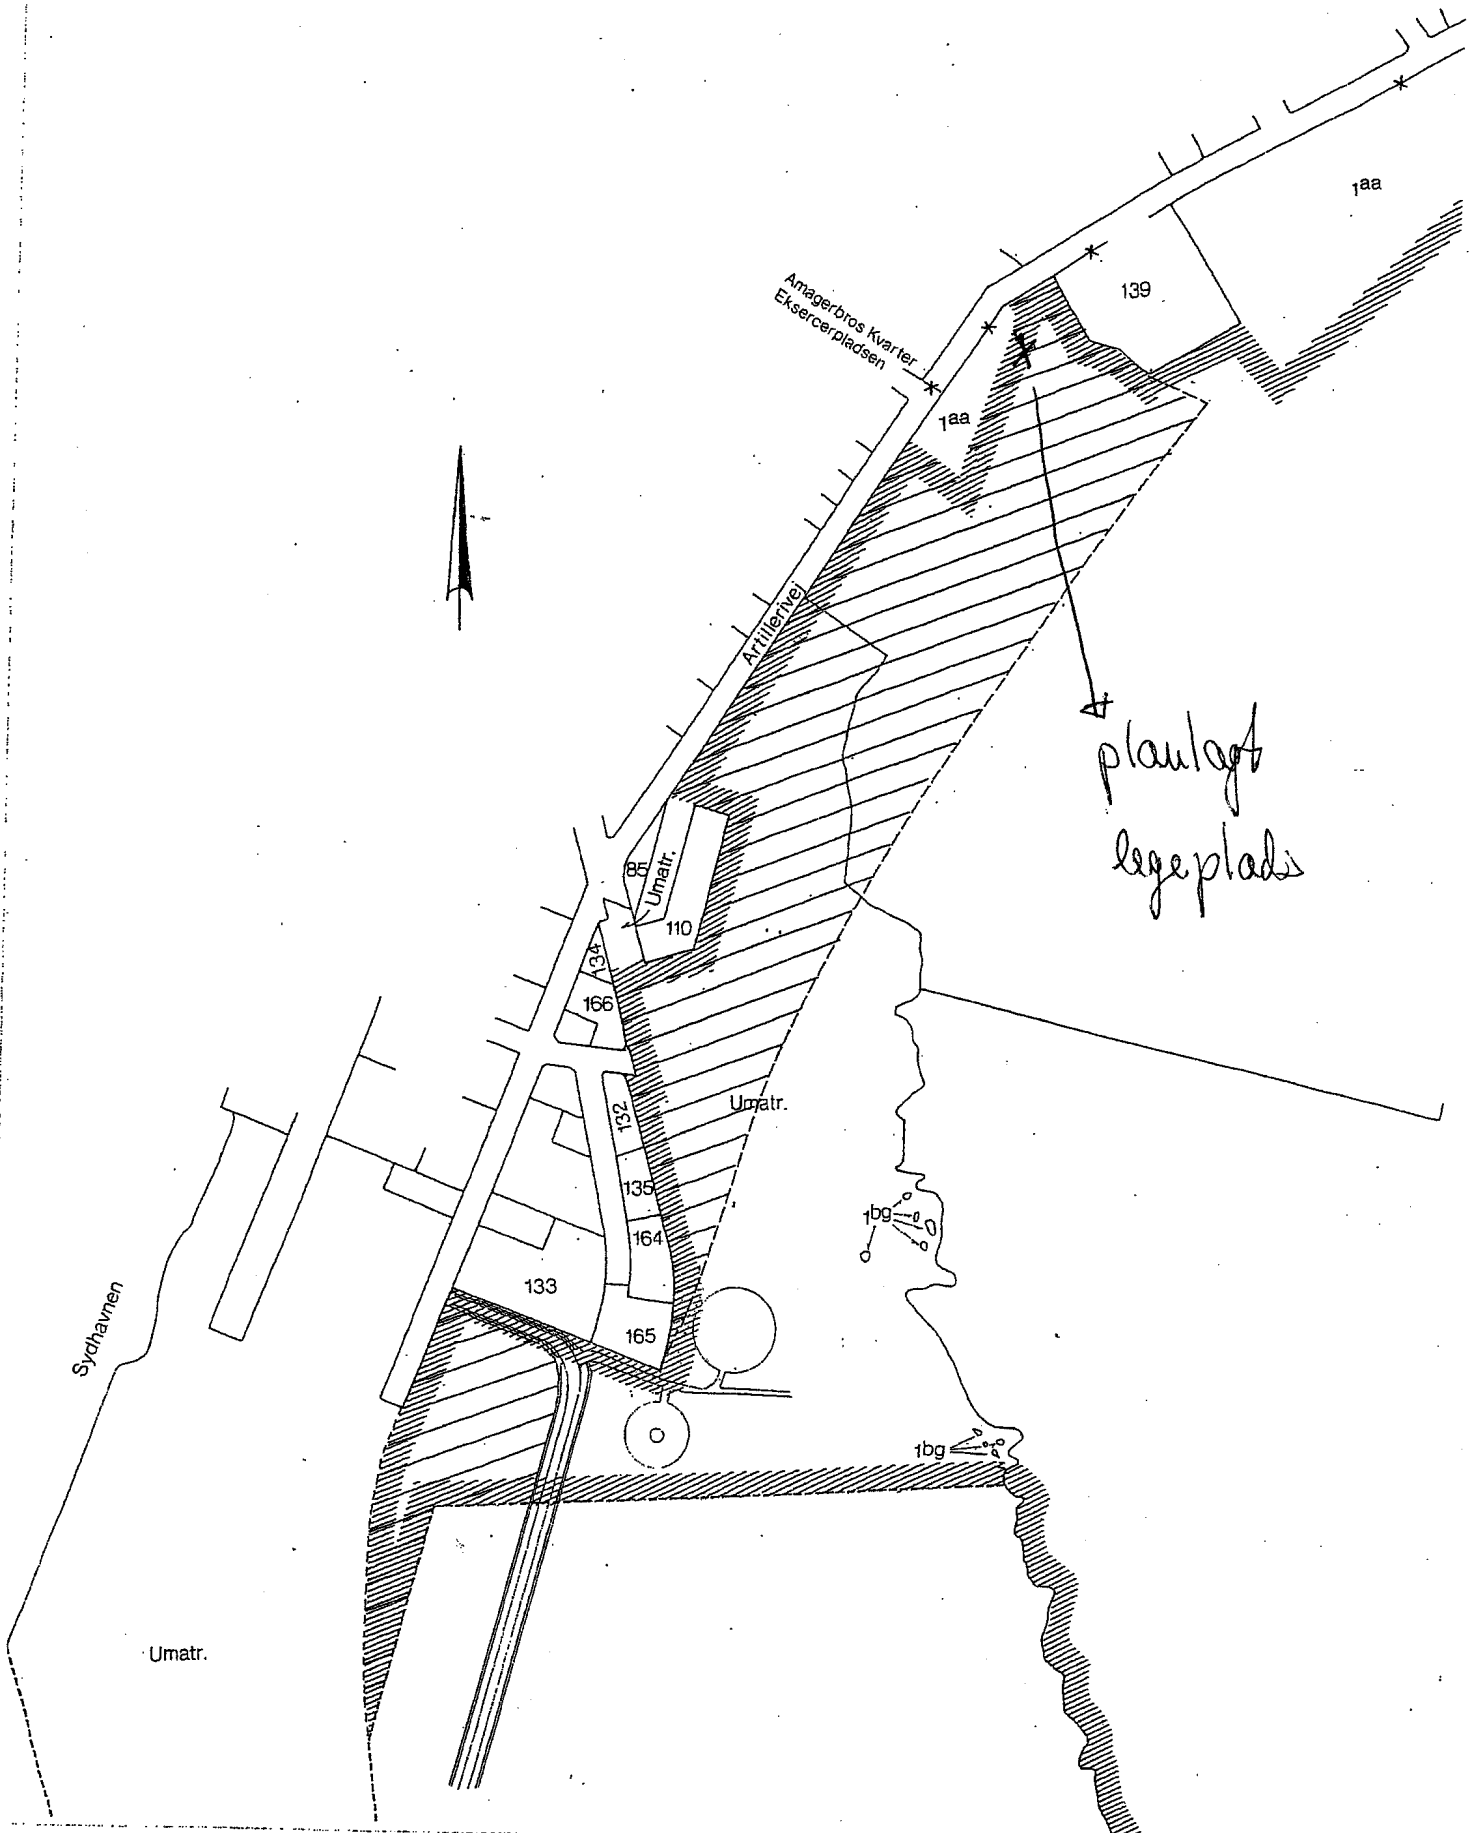 1aa
139
Amagerbros Kvarter
Eksercerpladsen
1aa
Artillerivej
planlagt
legeplads
85
Umatr.
110
134
166
132
Umatr.
135
164
1bg
133
165
Sydhavnen
1bg
Umatr.